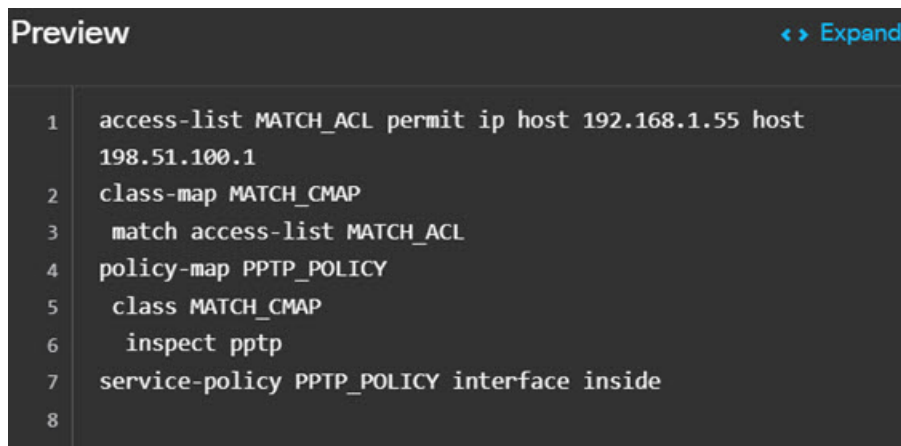 Preview
<> Expand
1 access-list MATCH_ACL permit ip host 192.168.1.55 host
198.51.100.1
2 class-map MATCH_CMAP
3 match access-list MATCH_ACL
4 policy-map PPTP_POLICY
5 class MATCH_CMAP
6 inspect pptp
7 service-policy PPTP_POLICY interface inside
8